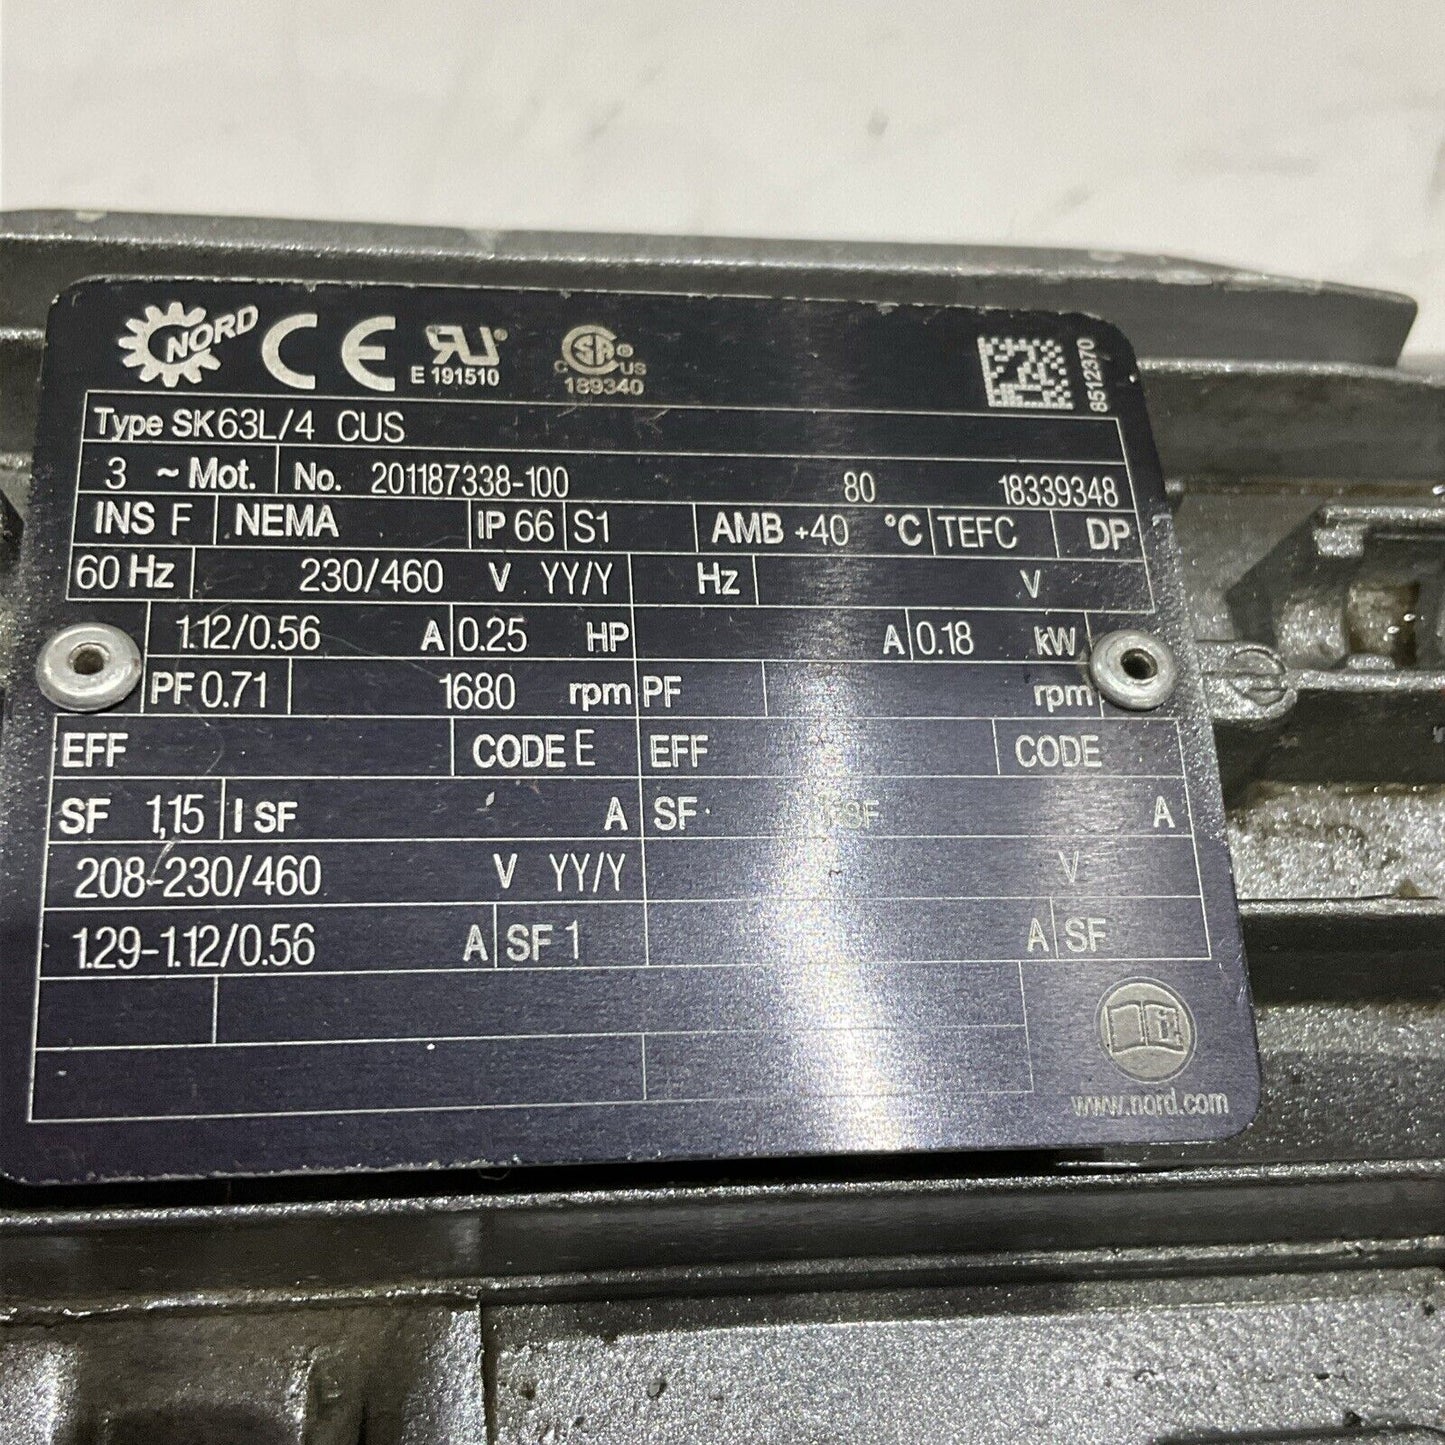 NORD CE RU® CSA®
E 191510 C US
189340
8512370
Type SK63L/4 CUS
3 ~ Mot. No. 201187338-100 80 18339348
INS F NEMA IP 66 S1 AMB +40 °C TEFC DP
60 Hz 230/460 V YY/Y Hz V
1.12/0.56 A 0.25 HP A 0.18 kW
PF 0.71 1680 rpm PF rpm
EFF CODE E EFF CODE
SF 1,15 I SF A SF I SF A
208-230/460 V YY/Y V
1.29-1.12/0.56 A SF 1 A SF
i
www.nord.com